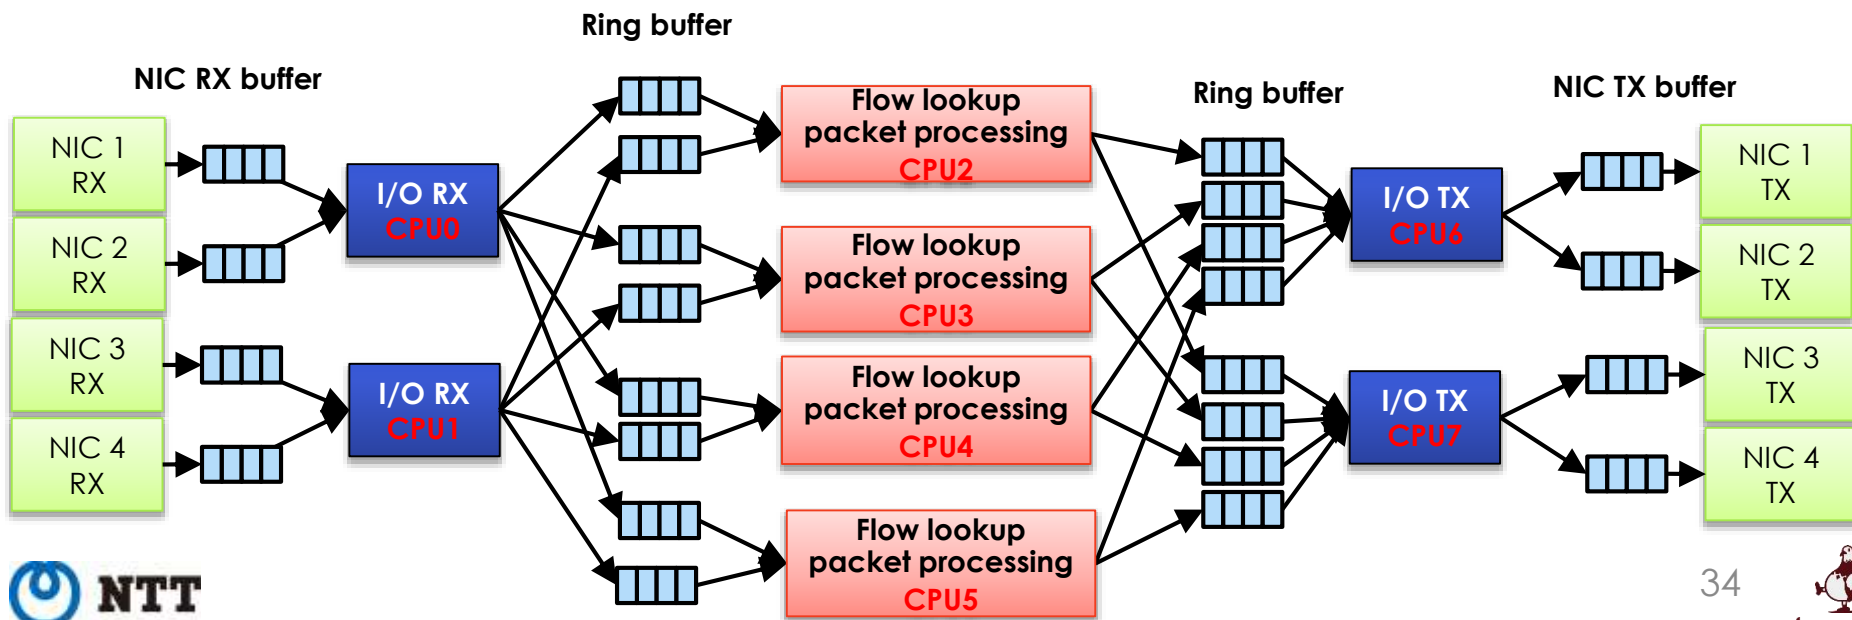 Ring buffer
NIC RX buffer
Ring buffer
NIC TX buffer
NIC 1
RX
NIC 2
RX
NIC 3
RX
NIC 4
RX
I/O RX
CPU0
I/O RX
CPU1
Flow lookup
packet processing
CPU2
Flow lookup
packet processing
CPU3
Flow lookup
packet processing
CPU4
Flow lookup
packet processing
CPU5
I/O TX
CPU6
I/O TX
CPU7
NIC 1
TX
NIC 2
TX
NIC 3
TX
NIC 4
TX
NTT
34